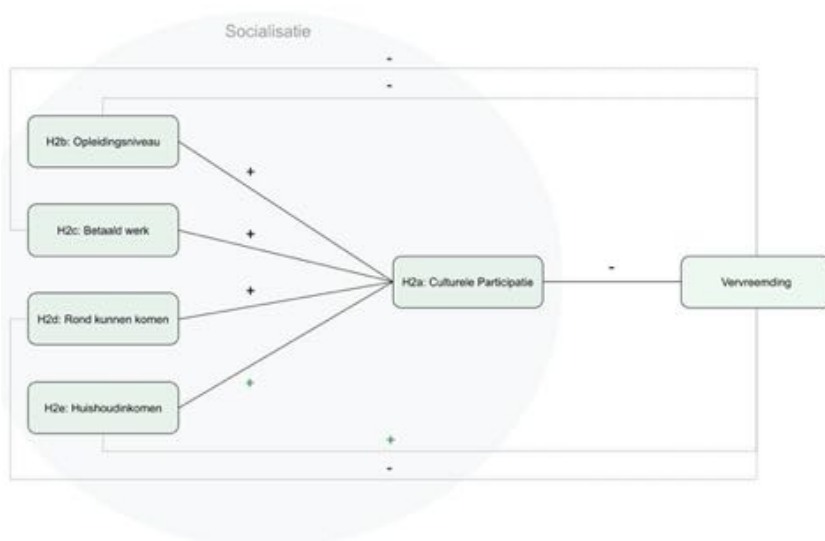 Socialisatie
-
-
H2b: Opleidingsniveau
+
H2c: Betaald werk
+
H2a: Culturele Participatie
-
Vervreemding
+
H2d: Rond kunnen komen
+
H2e: Huishoudinkomen
+
-